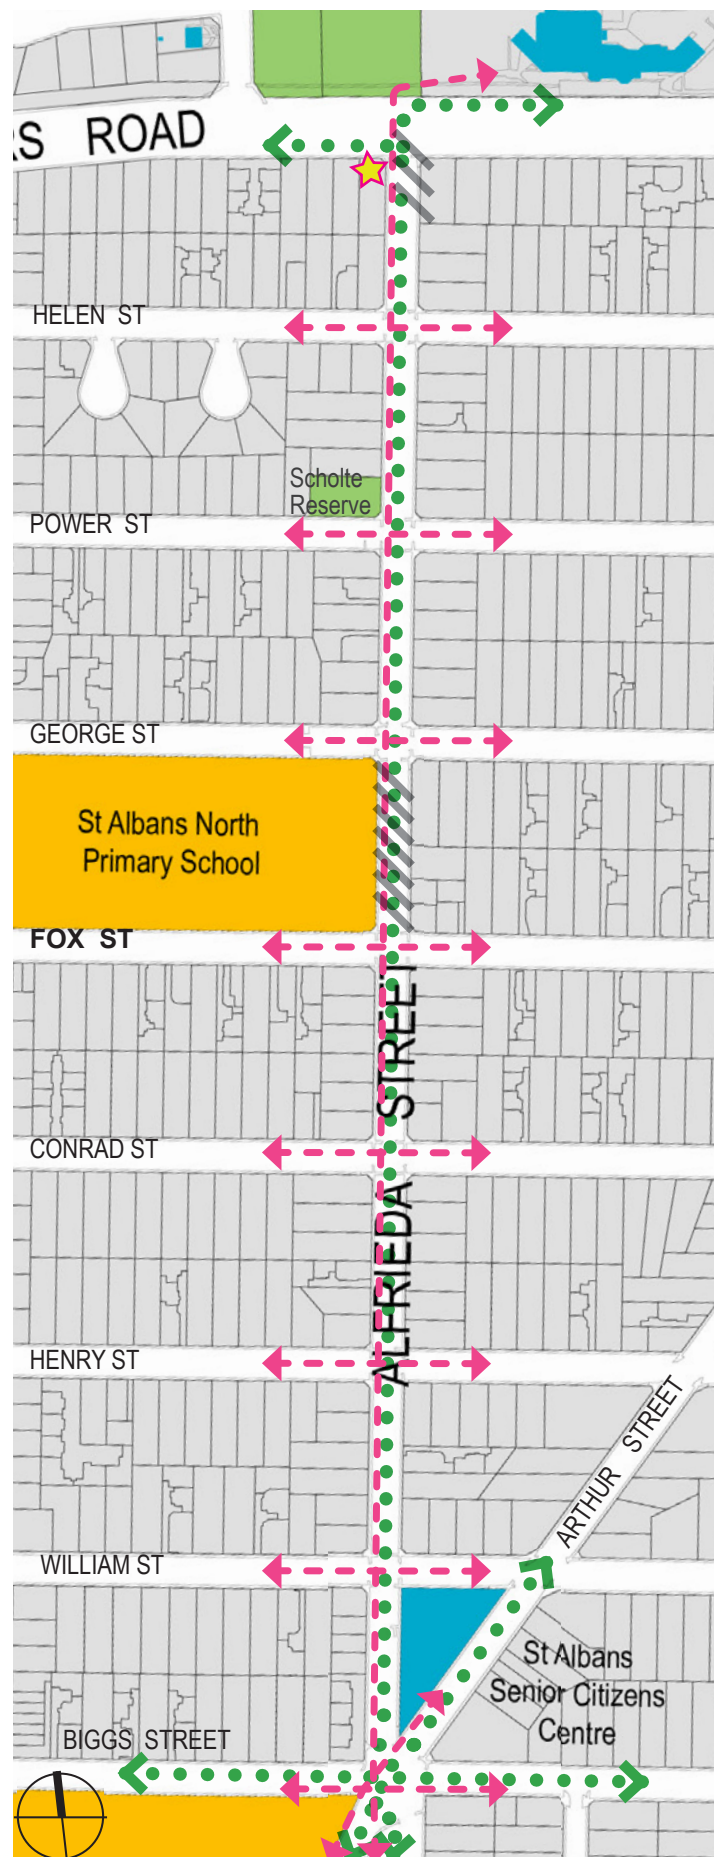 RS ROAD
HELEN ST
Scholte
Reserve
POWER ST
GEORGE ST
St Albans North
Primary School
FOX ST
ALFRIEDA STREET
CONRAD ST
HENRY ST
ARTHUR STREET
WILLIAM ST
St Albans
Senior Citizens
Centre
BIGGS STREET